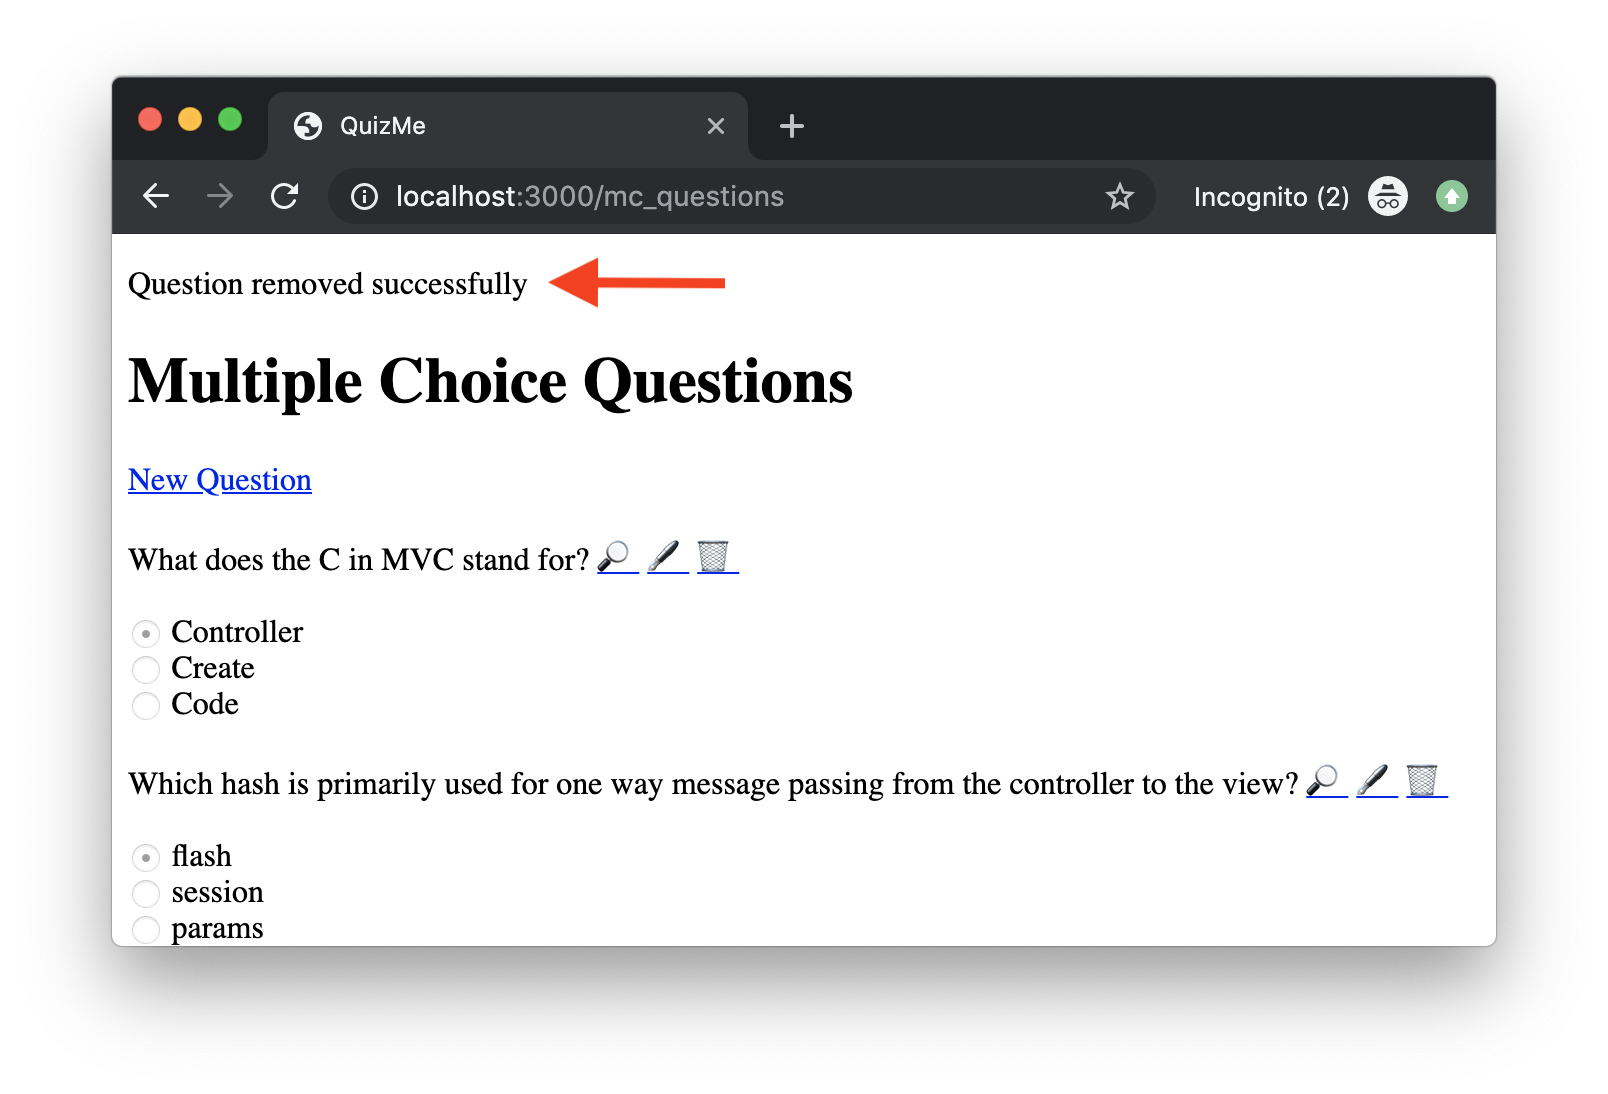 QuizMe
localhost:3000/mc_questions
Incognito (2)
Question removed successfully
Multiple Choice Questions
New Question
What does the C in MVC stand for?
Controller
Create
Code
Which hash is primarily used for one way message passing from the controller to the view?
flash
session
params